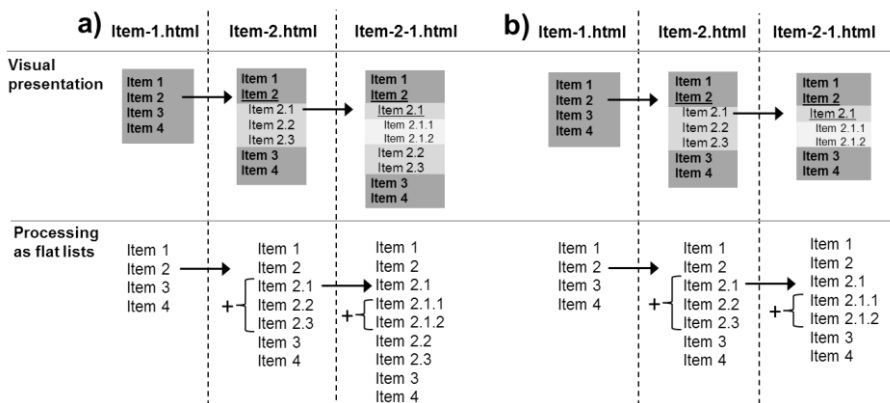 a)
Item-1.html
Item-2.html
Item-2-1.html
b)
Item-1.html
Item-2.html
Item-2-1.html
Visual
presentation
Item 1
Item 2
Item 3
Item 4
Item 1
Item 2
Item 2.1
Item 2.2
Item 2.3
Item 3
Item 4
Item 1
Item 2
Item 2.1
Item 2.1.1
Item 2.1.2
Item 2.2
Item 2.3
Item 3
Item 4
Item 1
Item 2
Item 3
Item 4
Item 1
Item 2
Item 2.1
Item 2.2
Item 2.3
Item 3
Item 4
Item 1
Item 2
Item 2.1
Item 2.1.1
Item 2.1.2
Item 3
Item 4
Processing
as flat lists
Item 1
Item 2
Item 3
Item 4
Item 1
Item 2
+
Item 2.1
Item 2.2
Item 2.3
Item 3
Item 4
Item 1
Item 2
Item 2.1
+
Item 2.1.1
Item 2.1.2
Item 2.2
Item 2.3
Item 3
Item 4
Item 1
Item 2
Item 3
Item 4
Item 1
Item 2
+
Item 2.1
Item 2.2
Item 2.3
Item 3
Item 4
Item 1
Item 2
Item 2.1
+
Item 2.1.1
Item 2.1.2
Item 3
Item 4